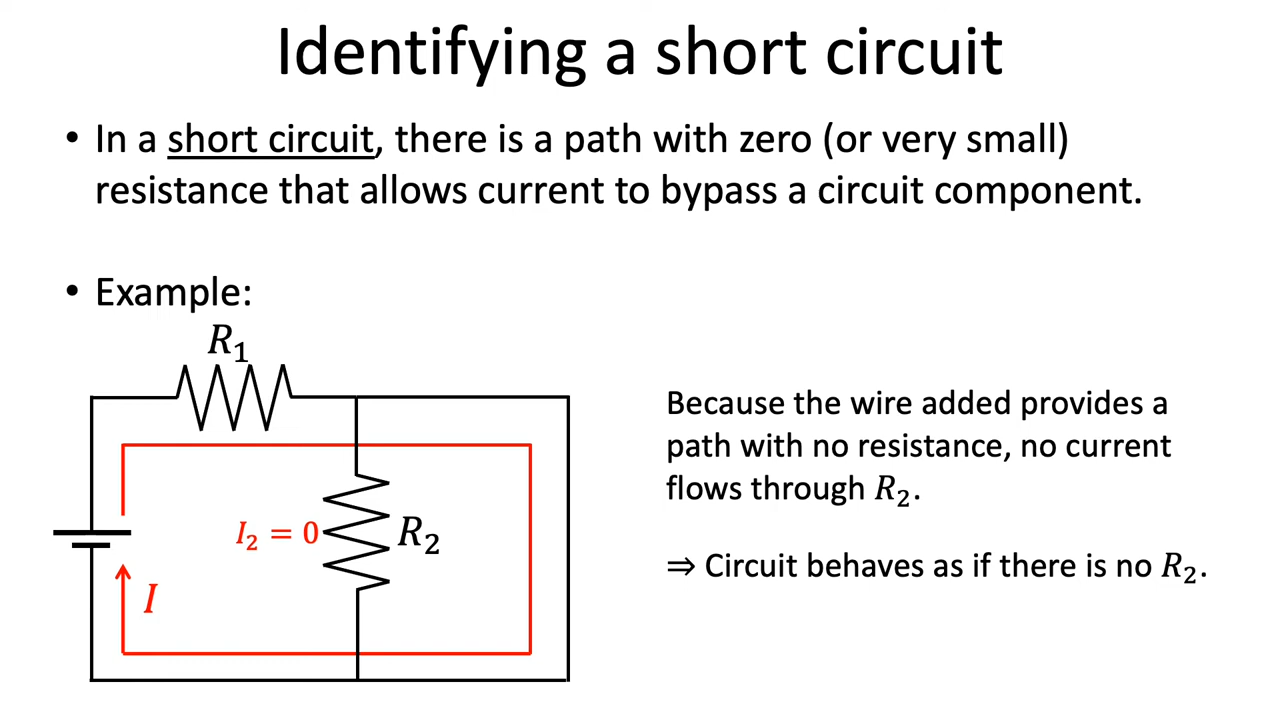 Identifying a short circuit
• In a short circuit, there is a path with zero (or very small)
resistance that allows current to bypass a circuit component.
• Example:
R₁
Because the wire added provides a
path with no resistance, no current
flows through R₂.
I₂ = 0
R₂
⇒ Circuit behaves as if there is no R₂.
I